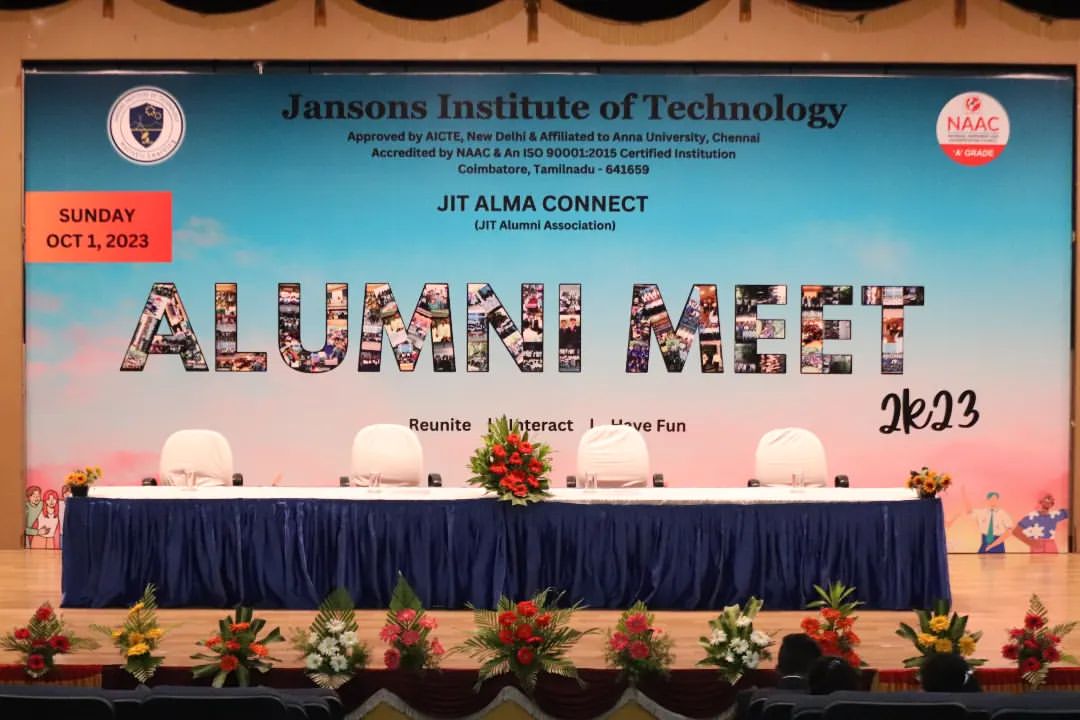 Jansons Institute of Technology
Approved by AICTE, New Delhi & Affiliated to Anna University, Chennai
Accredited by NAAC & An ISO 90001:2015 Certified Institution
Coimbatore, Tamilnadu - 641659
NAAC
'A' GRADE
JIT ALMA CONNECT
(JIT Alumni Association)
SUNDAY
OCT 1, 2023
ALUMNI MEET
2k23
Reunite | Interact | Have Fun